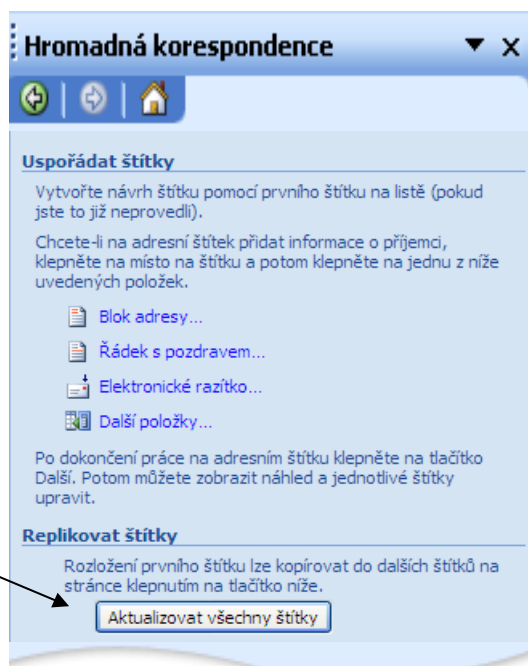 Hromadná korespondence
Uspořádat štítky
Vytvořte návrh štítku pomocí prvního štítku na listě (pokud
jste to již neprovedli).
Chcete-li na adresní štítek přidat informace o příjemci,
klepněte na místo na štítku a potom klepněte na jednu z níže
uvedených položek.
Blok adresy...
Řádek s pozdravem...
Elektronické razítko...
Další položky...
Po dokončení práce na adresním štítku klepněte na tlačítko
Další. Potom můžete zobrazit náhled a jednotlivé štítky
upravit.
Replikovat štítky
Rozložení prvního štítku lze kopírovat do dalších štítků na
stránce klepnutím na tlačítko níže.
Aktualizovat všechny štítky